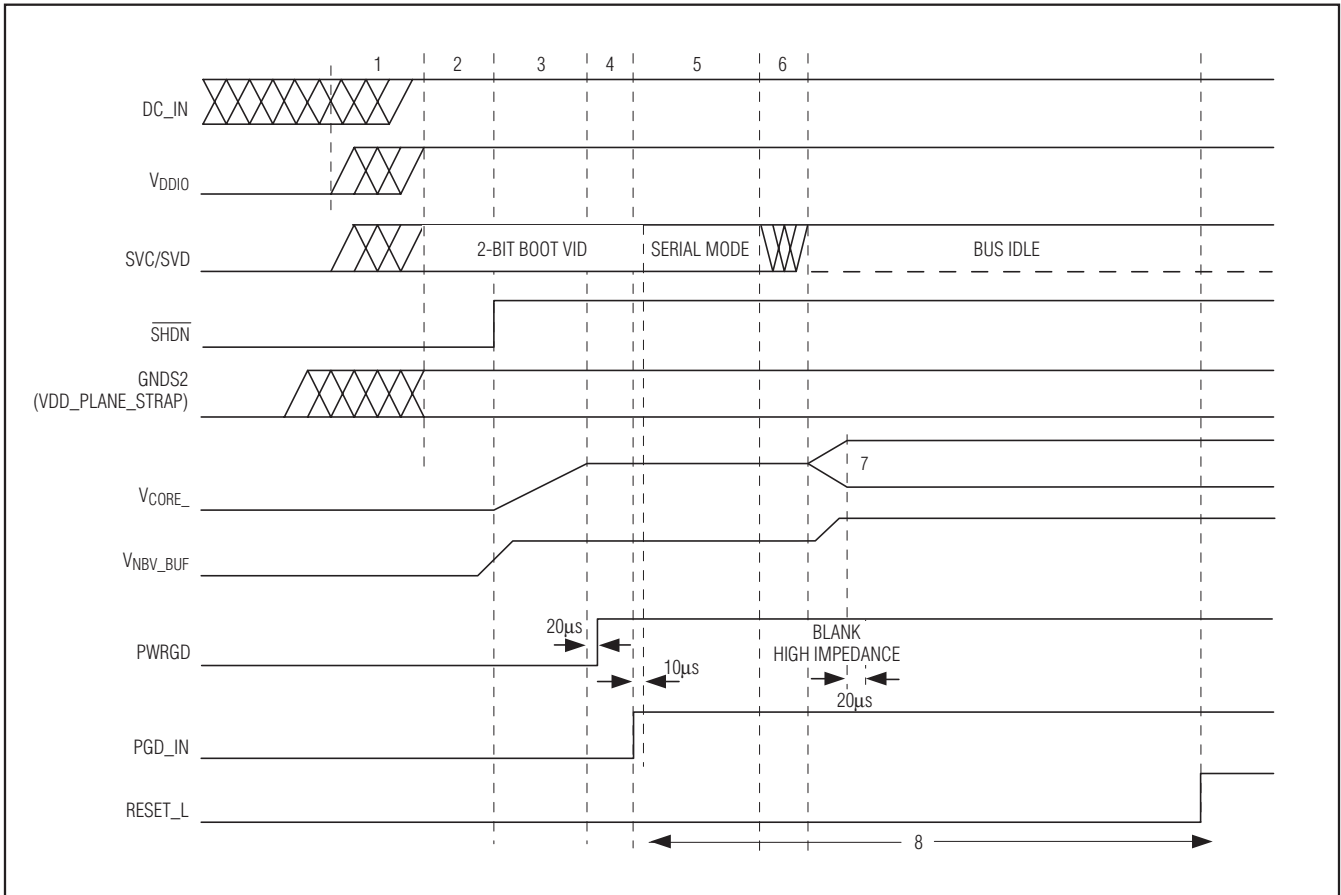 1 2 3 4 5 6
DC_IN
VDDIO
SVC/SVD
2-BIT BOOT VID
SERIAL MODE
BUS IDLE
SHDN
GNDS2
(VDD_PLANE_STRAP)
7
VCORE_
VNBV_BUF
20µs
BLANK
HIGH IMPEDANCE
PWRGD
10µs
20µs
PGD_IN
RESET_L
8